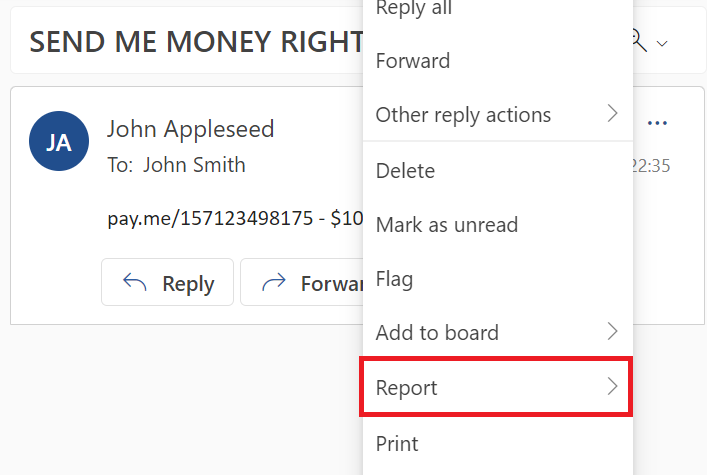 Reply all
SEND ME MONEY RIGHT
Forward
Other reply actions
JA
John Appleseed
To: John Smith
22:35
Delete
Mark as unread
pay.me/157123498175 - $10
Flag
Reply
Forwar
Add to board
Report
Print